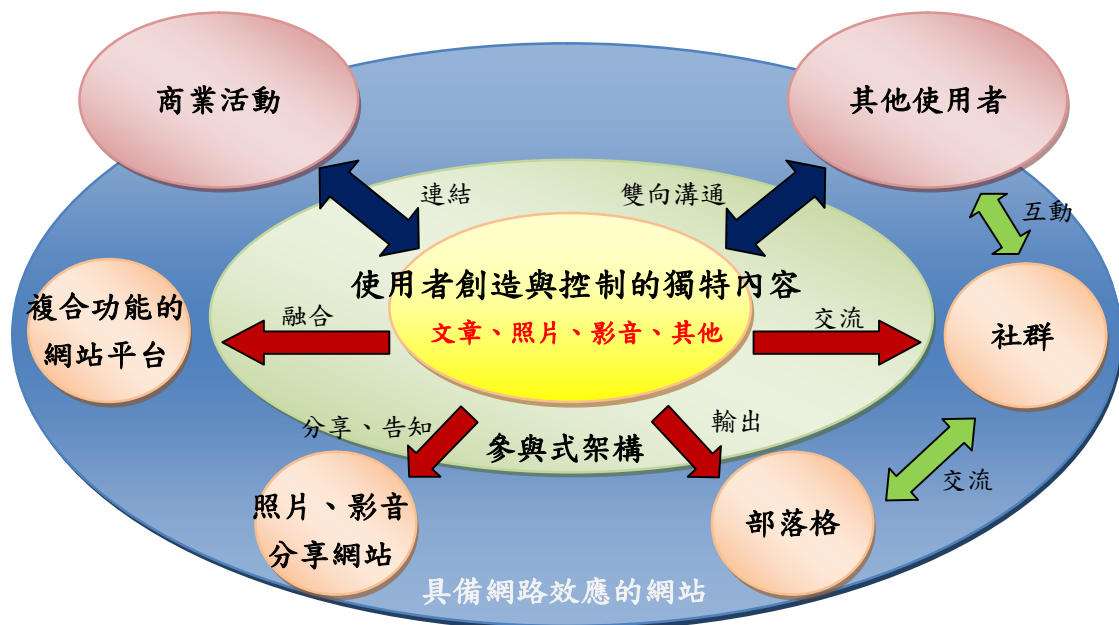 商業活動
其他使用者
連結
雙向溝通
互動
使用者創造與控制的獨特內容
文章、照片、影音、其他
複合功能的
網站平台
融合
交流
社群
分享、告知
參與式架構
輸出
照片、影音
分享網站
部落格
交流
具備網路效應的網站